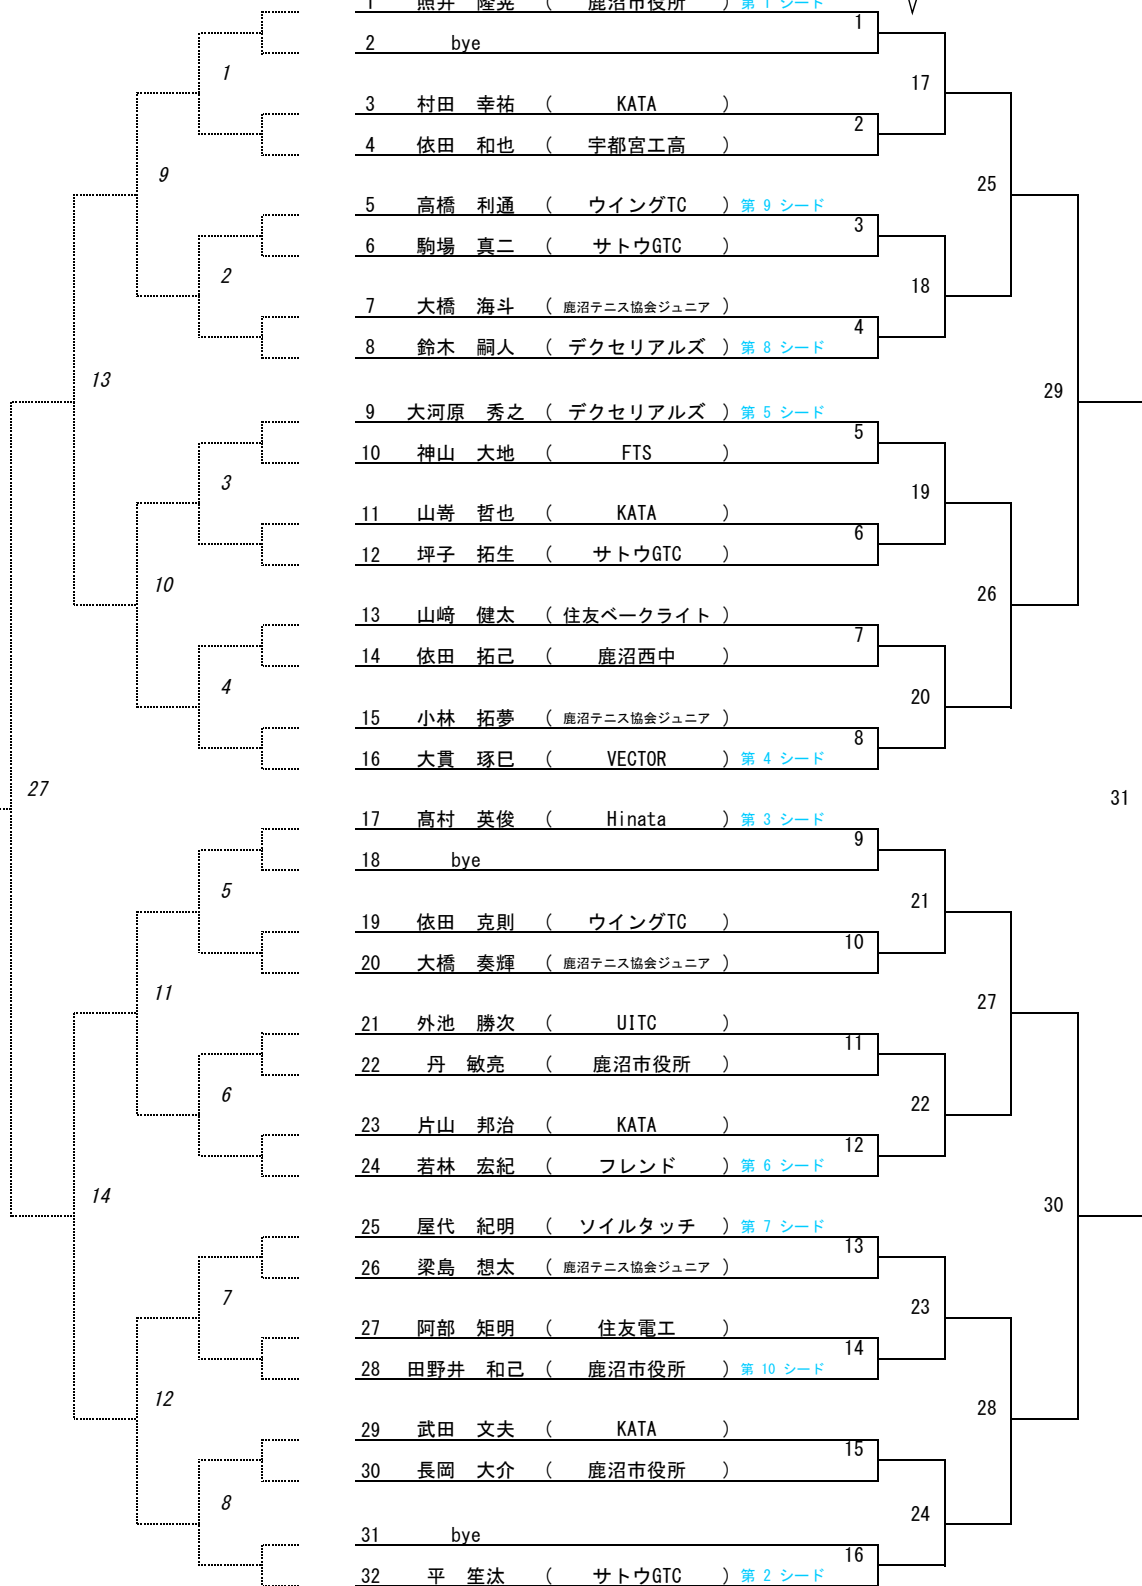 1 照井 隆晃 ( 鹿沼市役所 ) 第 1 シード
1
2 bye
1
17
3 村田 幸祐 ( KATA )
2
4 依田 和也 ( 宇都宮工高 )
9
25
5 高橋 利通 ( ウイングTC ) 第 9 シード
3
6 駒場 真二 ( サトウGTC )
2
18
7 大橋 海斗 ( 鹿沼テニス協会ジュニア )
4
8 鈴木 嗣人 ( デクセリアルズ ) 第 8 シード
13
29
9 大河原 秀之 ( デクセリアルズ ) 第 5 シード
5
10 神山 大地 ( FTS )
3
19
11 山嵜 哲也 ( KATA )
6
12 坪子 拓生 ( サトウGTC )
10
26
13 山﨑 健太 ( 住友ベークライト )
7
14 依田 拓己 ( 鹿沼西中 )
4
20
15 小林 拓夢 ( 鹿沼テニス協会ジュニア )
8
16 大貫 琢巳 ( VECTOR ) 第 4 シード
27
31
17 髙村 英俊 ( Hinata ) 第 3 シード
9
18 bye
5
21
19 依田 克則 ( ウイングTC )
10
20 大橋 奏輝 ( 鹿沼テニス協会ジュニア )
11
27
21 外池 勝次 ( UITC )
11
22 丹 敏亮 ( 鹿沼市役所 )
6
22
23 片山 邦治 ( KATA )
12
24 若林 宏紀 ( フレンド ) 第 6 シード
14
30
25 屋代 紀明 ( ソイルタッチ ) 第 7 シード
13
26 梁島 想太 ( 鹿沼テニス協会ジュニア )
7
23
27 阿部 矩明 ( 住友電工 )
14
28 田野井 和己 ( 鹿沼市役所 ) 第 10 シード
12
28
29 武田 文夫 ( KATA )
15
30 長岡 大介 ( 鹿沼市役所 )
8
24
31 bye
16
32 平 笙汰 ( サトウGTC ) 第 2 シード